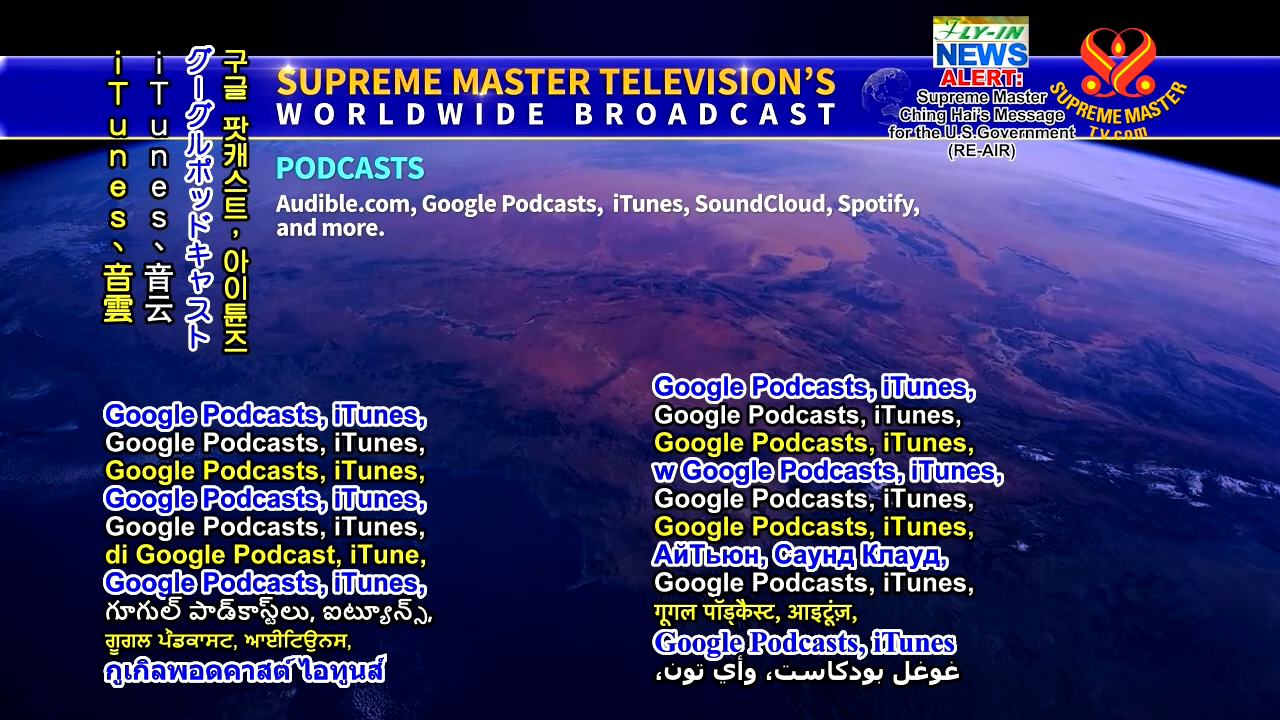 iTunes、音雲
iTunes、音云
グーグルポッドキャスト
구글 팟캐스트, 아이튠즈
SUPREME MASTER TELEVISION’S
WORLDWIDE BROADCAST
FLY-IN
NEWS
ALERT:
Supreme Master
Ching Hai's Message
for the U.S.Government
(RE-AIR)
SUPREME MASTER
TV.com
PODCASTS
Audible.com, Google Podcasts, iTunes, SoundCloud, Spotify,
and more.
Google Podcasts, iTunes,
Google Podcasts, iTunes,
Google Podcasts, iTunes,
Google Podcasts, iTunes,
Google Podcasts, iTunes,
di Google Podcast, iTune,
Google Podcasts, iTunes,
గూగుల్ పాడ్‌కాస్ట్‌లు, ఐట్యూన్స్,
ਗੂਗਲ ਪੋਡਕਾਸਟ, ਆਈਟਿਊਨਸ,
กูเกิลพอดคาสต์ ไอทูนส์
Google Podcasts, iTunes,
Google Podcasts, iTunes,
Google Podcasts, iTunes,
w Google Podcasts, iTunes,
Google Podcasts, iTunes,
Google Podcasts, iTunes,
АйТьюн, Саунд Клауд,
Google Podcasts, iTunes,
गूगल पॉड्कैस्ट, आइटूंज़,
Google Podcasts, iTunes
غوغل بودكاست، وأي تون،